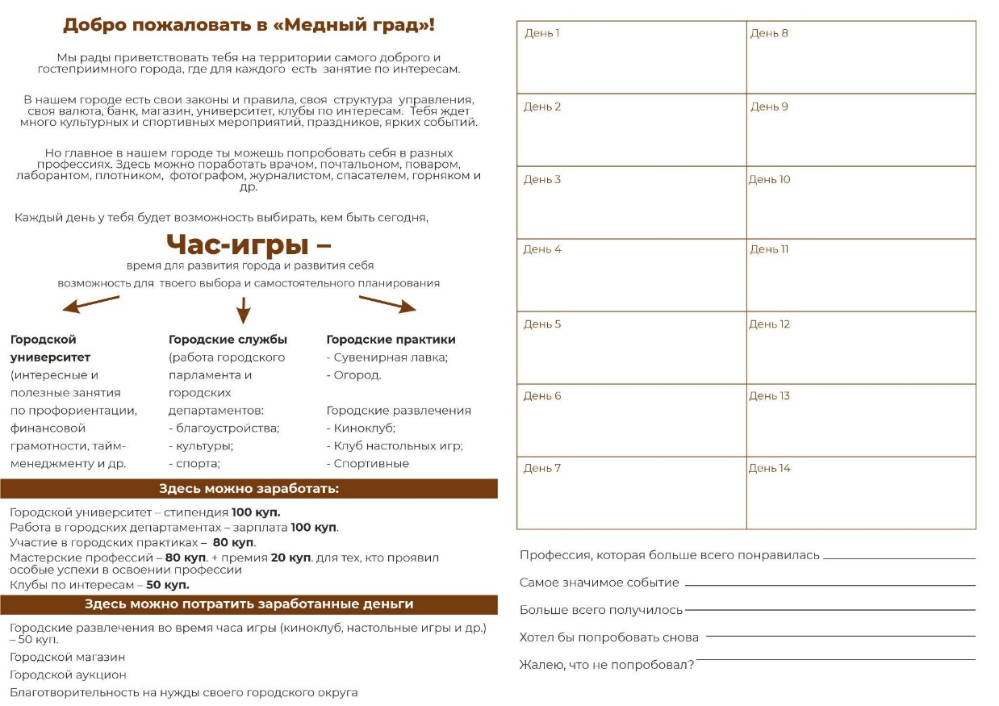 Добро пожаловать в «Медный град»!
Мы рады приветствовать тебя на территории самого доброго и
гостеприимного города, где для каждого есть занятие по интересам.
В нашем городе есть свои законы и правила, своя структура управления,
своя валюта, банк, магазин, университет, клубы по интересам. Тебя ждет
много культурных и спортивных мероприятий, праздников, ярких событий.
Но главное в нашем городе ты можешь попробовать себя в разных
профессиях. Здесь можно поработать врачом, почтальоном, поваром,
лаборантом, плотником, фотографом, журналистом, спасателем, горняком и
др.
Каждый день у тебя будет возможность выбирать, кем быть сегодня,
Час-игры –
время для развития города и развития себя
возможность для твоего выбора и самостоятельного планирования
Городской
университет
(интересные и
полезные занятия
по профориентации,
финансовой
грамотности, тайм-
менеджменту и др.
Городские службы
(работа городского
парламента и
городских
департаментов:
- благоустройства;
- культуры;
- спорта;
Городские практики
- Сувенирная лавка;
- Огород.
Городские развлечения
- Киноклуб;
- Клуб настольных игр;
- Спортивные
Здесь можно заработать:
Городской университет – стипендия 100 куп.
Работа в городских департаментах – зарплата 100 куп.
Участие в городских практиках – 80 куп.
Мастерские профессий – 80 куп. + премия 20 куп. для тех, кто проявил
особые успехи в освоении профессии
Клубы по интересам – 50 куп.
Здесь можно потратить заработанные деньги
Городские развлечения во время часа игры (киноклуб, настольные игры и др.)
– 50 куп.
Городской магазин
Городской аукцион
Благотворительность на нужды своего городского округа
День 1
День 8
День 2
День 9
День 3
День 10
День 4
День 11
День 5
День 12
День 6
День 13
День 7
День 14
Профессия, которая больше всего понравилась
Самое значимое событие
Больше всего получилось
Хотел бы попробовать снова
Жалею, что не попробовал?